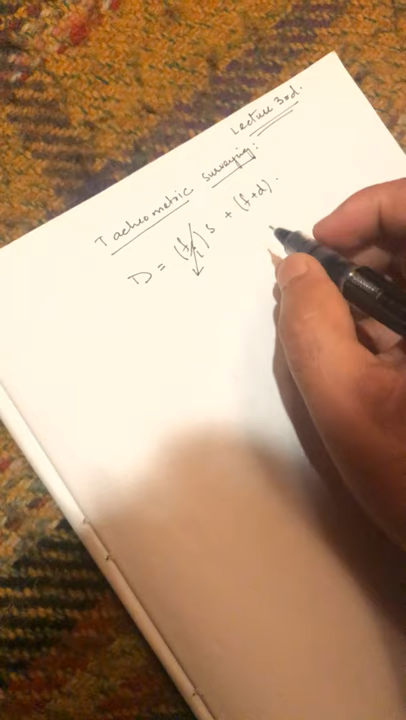 Lecture 3rd.
Tacheometric surveying:
D = (f/i)s + (f+d).